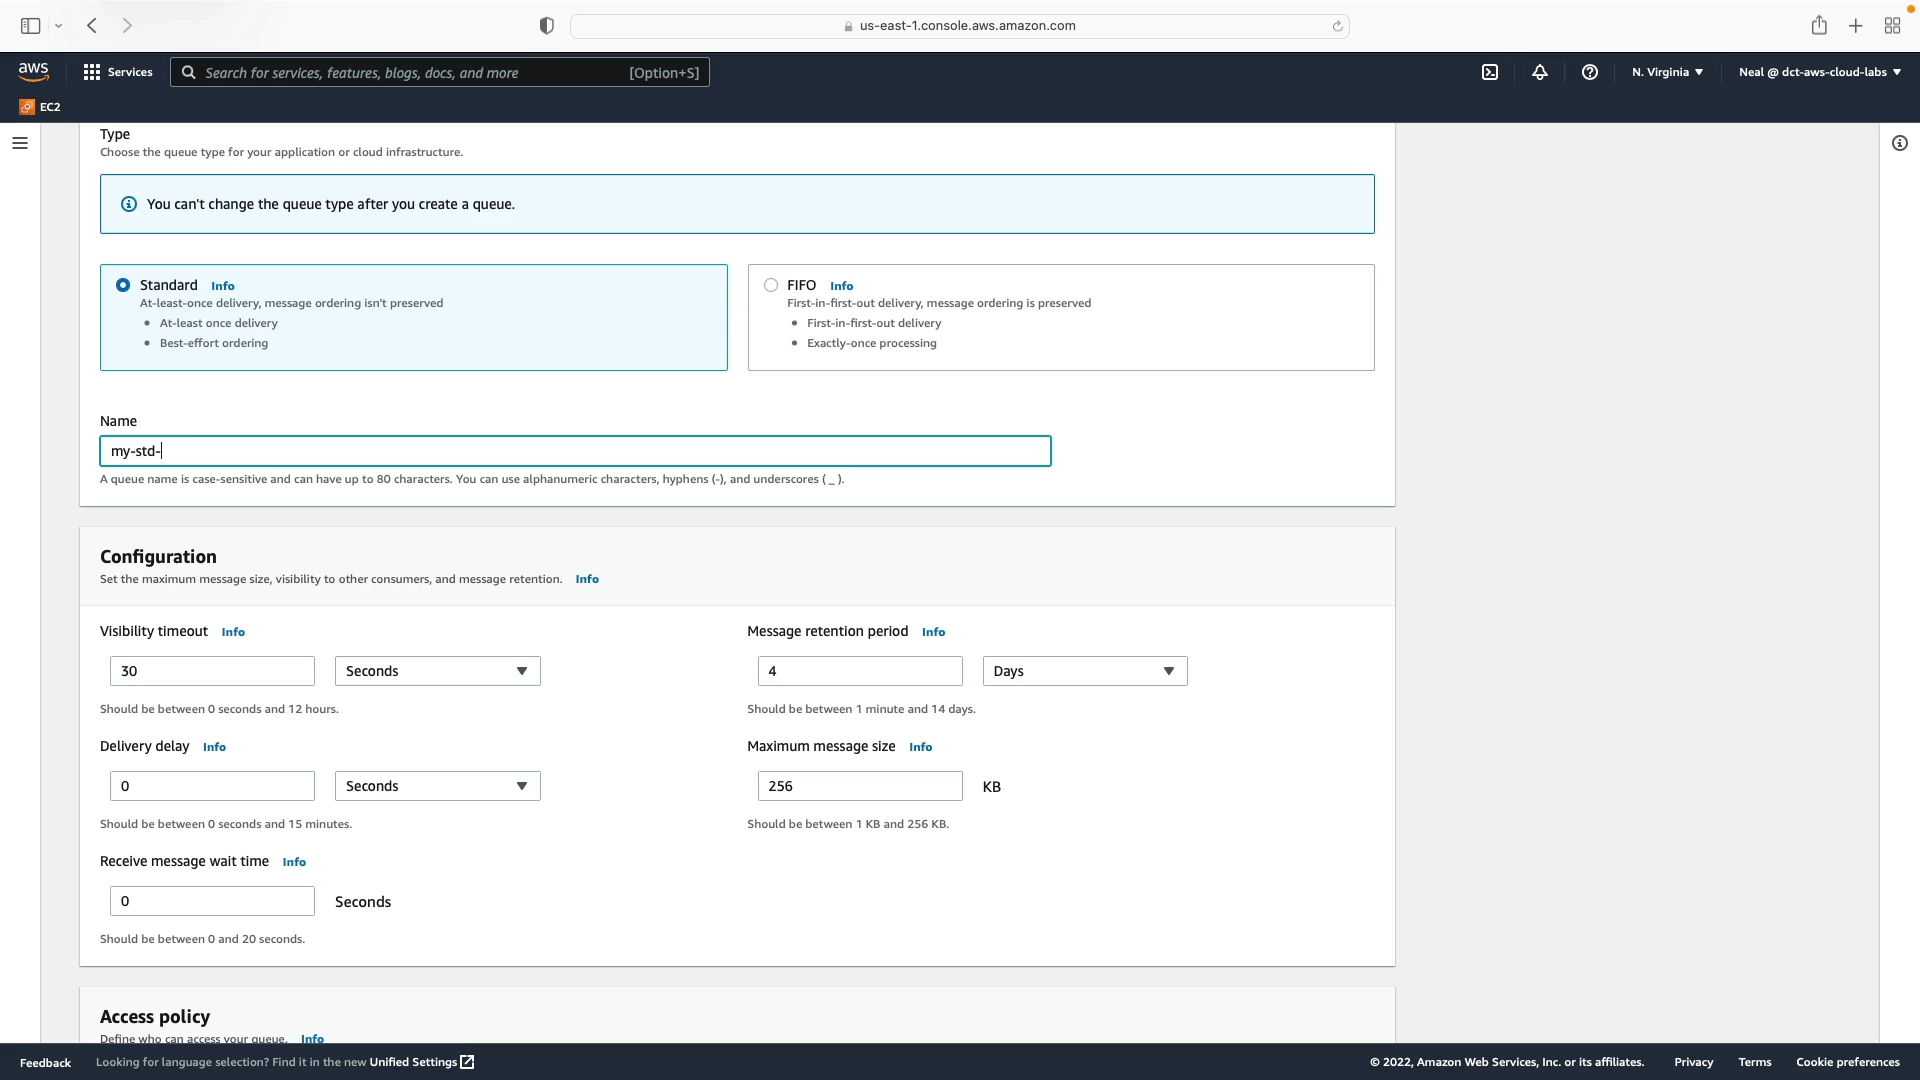 us-east-1.console.aws.amazon.com
aws
Services
Search for services, features, blogs, docs, and more [Option+S]
N. Virginia
Neal @ dct-aws-cloud-labs
EC2
Type
Choose the queue type for your application or cloud infrastructure.
You can't change the queue type after you create a queue.
Standard Info
At-least-once delivery, message ordering isn't preserved
• At-least once delivery
• Best-effort ordering
FIFO Info
First-in-first-out delivery, message ordering is preserved
• First-in-first-out delivery
• Exactly-once processing
Name
my-std-
A queue name is case-sensitive and can have up to 80 characters. You can use alphanumeric characters, hyphens (-), and underscores ( _ ).
Configuration
Set the maximum message size, visibility to other consumers, and message retention. Info
Visibility timeout Info
30 Seconds
Should be between 0 seconds and 12 hours.
Message retention period Info
4 Days
Should be between 1 minute and 14 days.
Delivery delay Info
0 Seconds
Should be between 0 seconds and 15 minutes.
Maximum message size Info
256 KB
Should be between 1 KB and 256 KB.
Receive message wait time Info
0 Seconds
Should be between 0 and 20 seconds.
Access policy
Define who can access your queue. Info
Feedback
Looking for language selection? Find it in the new Unified Settings
© 2022, Amazon Web Services, Inc. or its affiliates.
Privacy
Terms
Cookie preferences